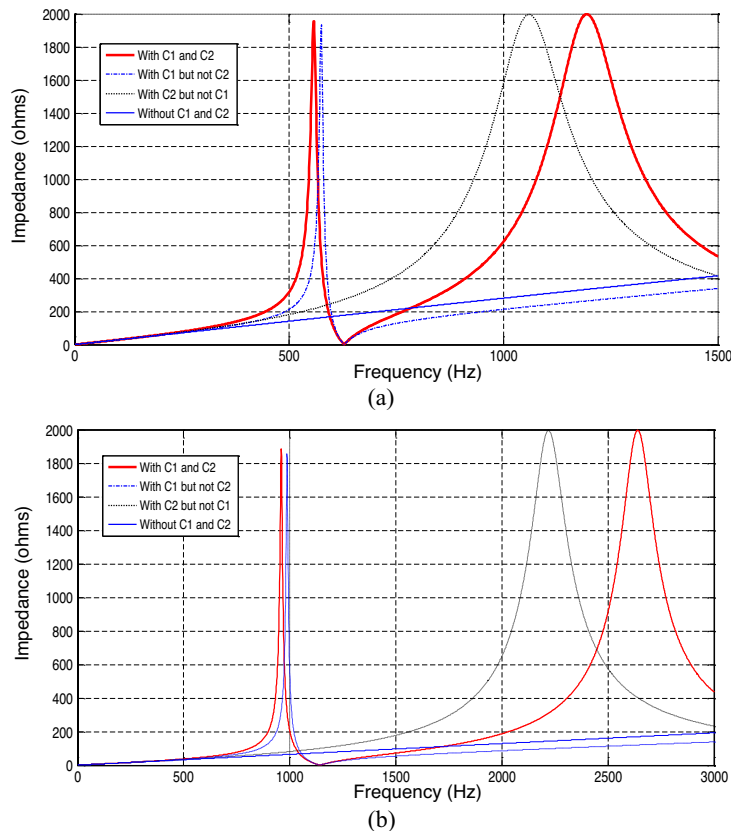 2000
1800
1600
1400
1200
1000
800
600
400
200
0
Impedance (ohms)
With C1 and C2
With C1 but not C2
With C2 but not C1
Without C1 and C2
0
500
1000
1500
Frequency (Hz)
(a)
2000
1800
1600
1400
1200
1000
800
600
400
200
0
Impedance (ohms)
With C1 and C2
With C1 but not C2
With C2 but not C1
Without C1 and C2
0
500
1000
1500
2000
2500
3000
Frequency (Hz)
(b)